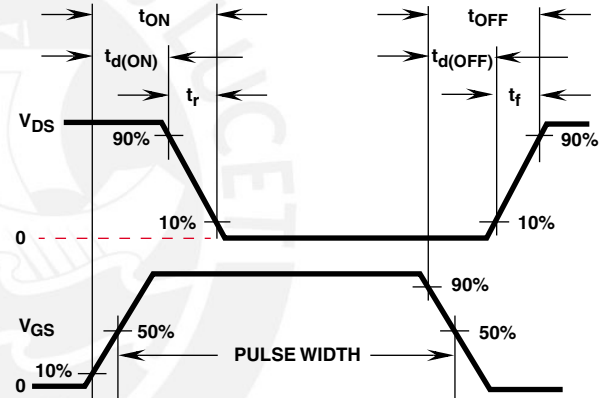 tON tOFF
td(ON) td(OFF)
tr tf
VDS
90% 90%
10% 10%
0
90%
VGS 50% 50%
PULSE WIDTH
10%
0
LUCET